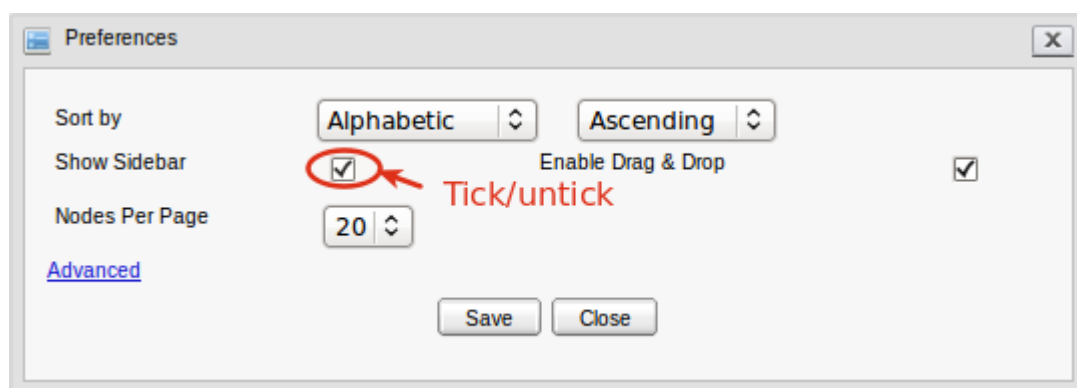 Preferences
x
Sort by Alphabetic Ascending
Show Sidebar Enable Drag & Drop
Tick/untick
Nodes Per Page 20
Advanced
Save Close